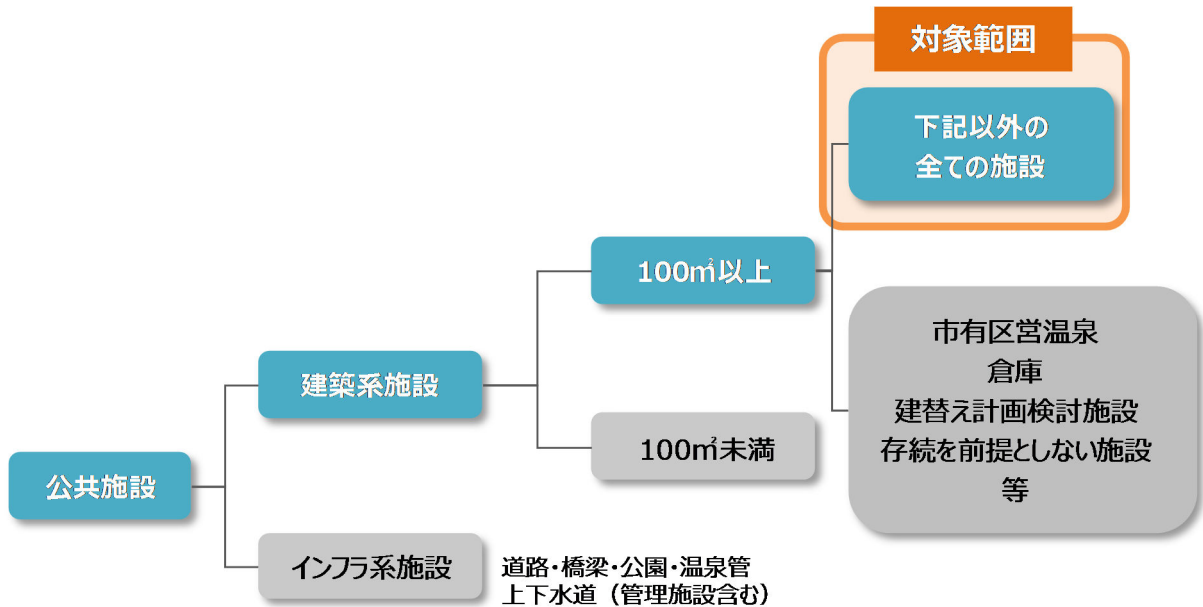 対象範囲
下記以外の
全ての施設
100㎡以上
市有区営温泉
倉庫
建替え計画検討施設
存続を前提としない施設
等
建築系施設
100㎡未満
公共施設
インフラ系施設
道路・橋梁・公園・温泉管
上下水道（管理施設含む）